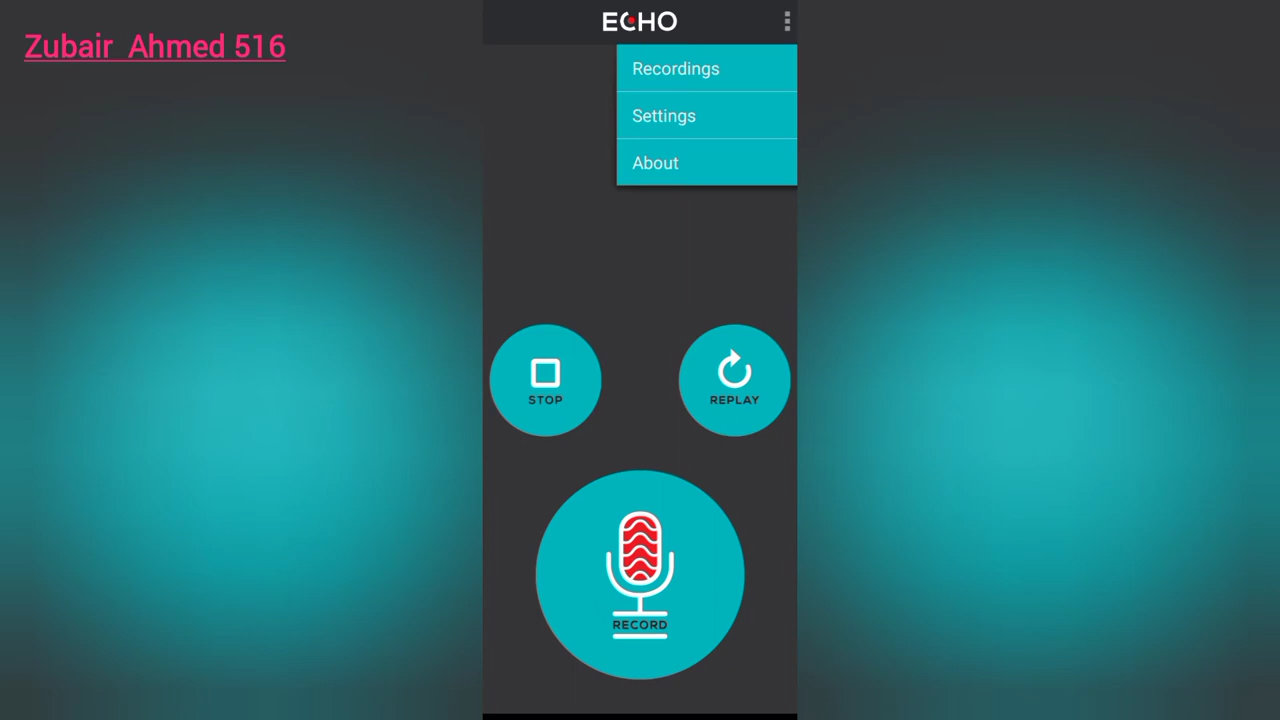 Zubair  Ahmed 516
ECHO
Recordings
Settings
About
STOP
REPLAY
RECORD